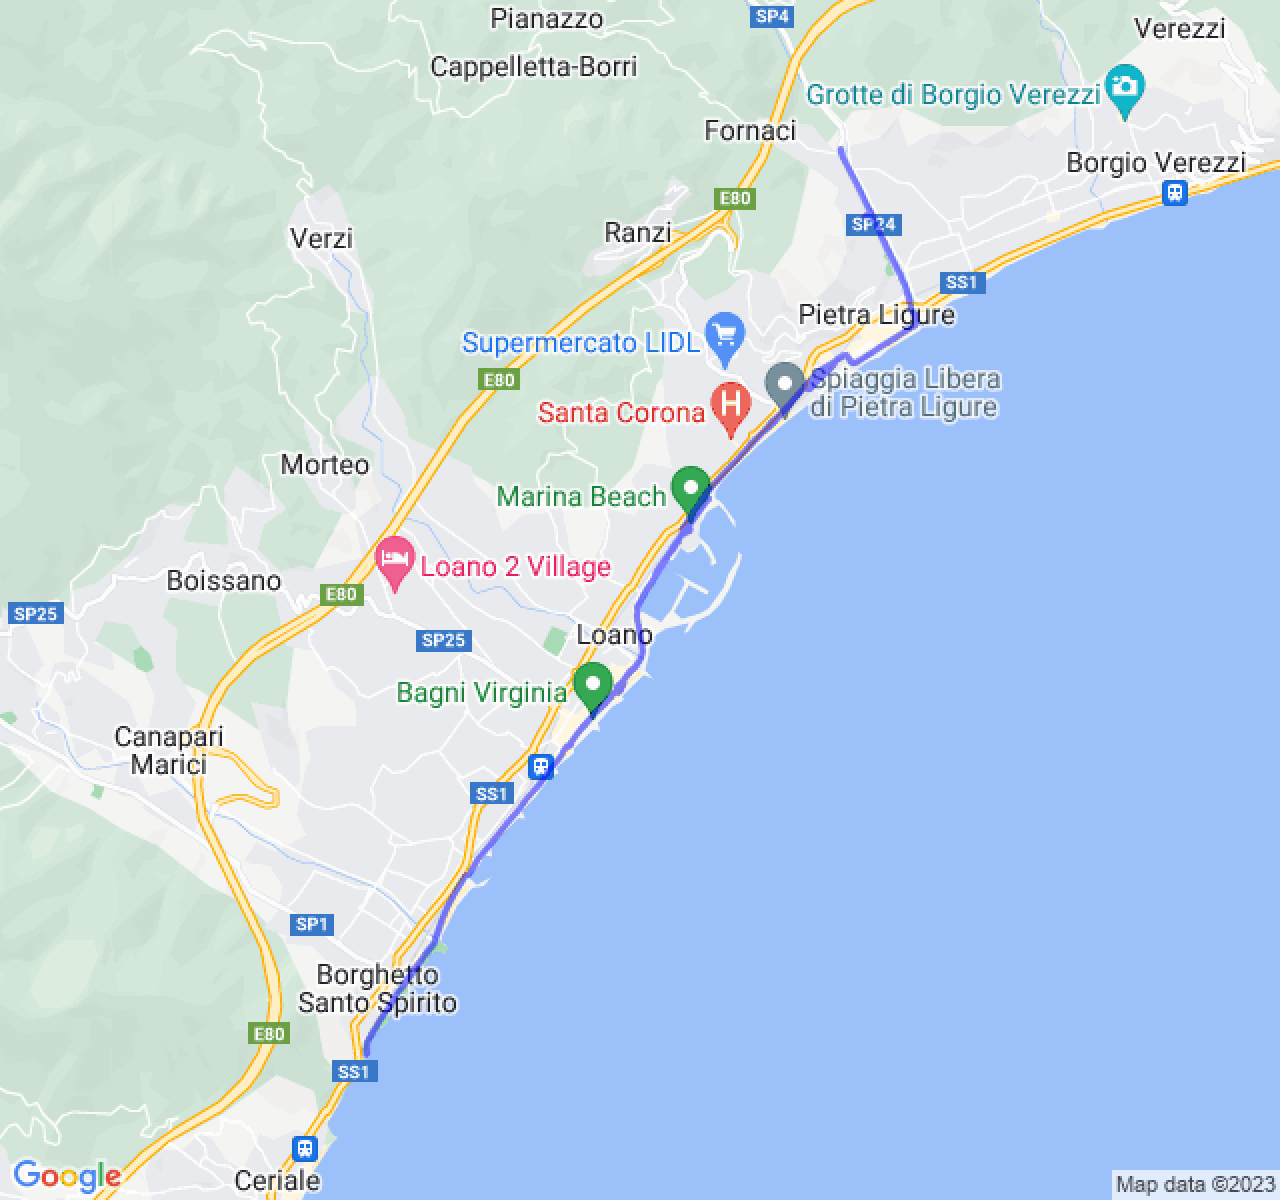 Pianazzo
SP4
Verezzi
Cappelletta-Borri
Grotte di Borgio Verezzi
Fornaci
Borgio Verezzi
E80
Ranzi
SP24
Verzi
SS1
Pietra Ligure
Supermercato LIDL
E80
Spiaggia Libera
di Pietra Ligure
Santa Corona
H
Morteo
Marina Beach
Loano 2 Village
Boissano
E80
SP25
SP25
Loano
Bagni Virginia
Canapari
Marici
SS1
SP1
Borghetto
Santo Spirito
E80
SS1
Ceriale
Google
Map data ©2023